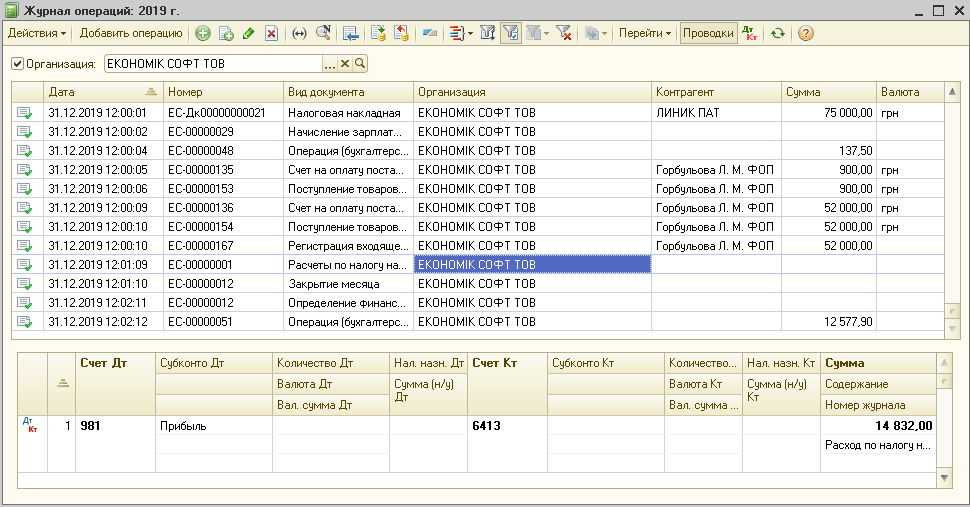 Журнал операций: 2019 г.
Действия Добавить операцию Перейти Проводки Дт Кт
Организация: ЕКОНОМІК СОФТ ТОВ
Дата Номер Вид документа Организация Контрагент Сумма Валюта
31.12.2019 12:00:01 ЕС-Дк00000000021 Налоговая накладная ЕКОНОМІК СОФТ ТОВ ЛИНИК ПАТ 75 000,00 грн
31.12.2019 12:00:02 ЕС-00000029 Начисление зарплат... ЕКОНОМІК СОФТ ТОВ
31.12.2019 12:00:04 ЕС-00000048 Операция (бухгалтерс... ЕКОНОМІК СОФТ ТОВ 137,50
31.12.2019 12:00:05 ЕС-00000135 Счет на оплату поста... ЕКОНОМІК СОФТ ТОВ Горбульова Л. М. ФОП 900,00 грн
31.12.2019 12:00:06 ЕС-00000153 Поступление товаров... ЕКОНОМІК СОФТ ТОВ Горбульова Л. М. ФОП 900,00 грн
31.12.2019 12:00:09 ЕС-00000136 Счет на оплату поста... ЕКОНОМІК СОФТ ТОВ Горбульова Л. М. ФОП 52 000,00 грн
31.12.2019 12:00:10 ЕС-00000154 Поступление товаров... ЕКОНОМІК СОФТ ТОВ Горбульова Л. М. ФОП 52 000,00 грн
31.12.2019 12:00:10 ЕС-00000167 Регистрация входяще... ЕКОНОМІК СОФТ ТОВ Горбульова Л. М. ФОП 52 000,00
31.12.2019 12:01:09 ЕС-00000001 Расчеты по налогу на... ЕКОНОМІК СОФТ ТОВ
31.12.2019 12:01:10 ЕС-00000012 Закрытие месяца ЕКОНОМІК СОФТ ТОВ
31.12.2019 12:02:11 ЕС-00000012 Определение финанс... ЕКОНОМІК СОФТ ТОВ
31.12.2019 12:02:12 ЕС-00000051 Операция (бухгалтерс... ЕКОНОМІК СОФТ ТОВ 12 577,90
Счет Дт Субконто Дт Количество Дт Нал. назн. Дт Счет Кт Субконто Кт Количество... Нал. назн. Кт Сумма
Валюта Дт Сумма (н/у) Дт Валюта Кт Сумма (н/у) Кт Содержание
Вал. сумма Дт Вал. сумма ... Номер журнала
Дт Кт 1 981 Прибыль 6413 14 832,00
Расход по налогу н...